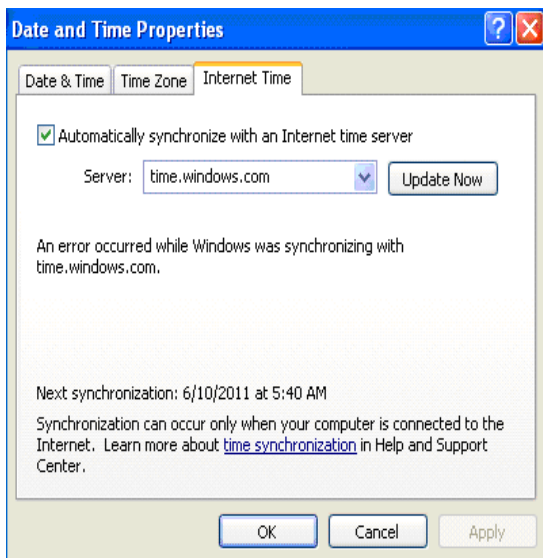 Date and Time Properties
Date & Time Time Zone Internet Time
Automatically synchronize with an Internet time server
Server: time.windows.com Update Now
An error occurred while Windows was synchronizing with
time.windows.com.
Next synchronization: 6/10/2011 at 5:40 AM
Synchronization can occur only when your computer is connected to the
Internet. Learn more about time synchronization in Help and Support
Center.
OK Cancel Apply